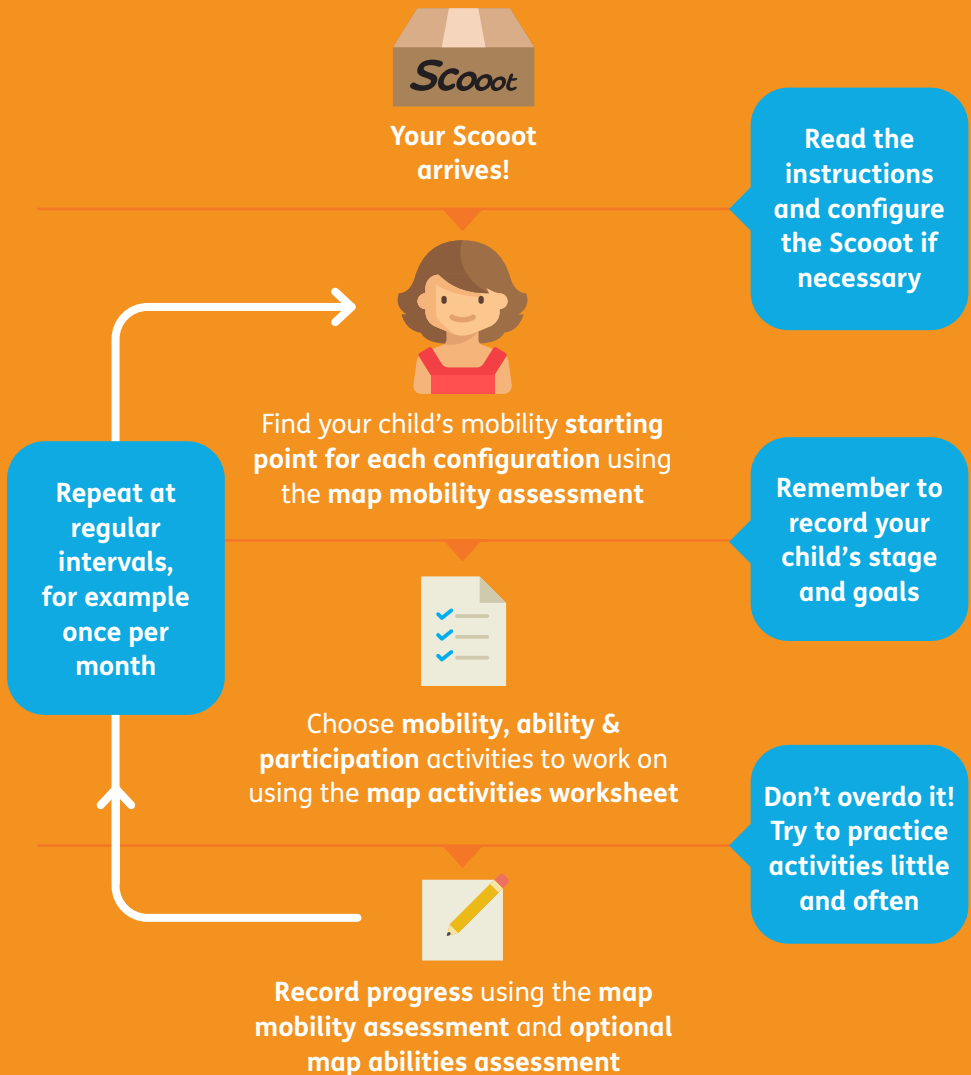 Scooot
Your Scooot
arrives!
Read the
instructions
and configure
the Scooot if
necessary
Find your child’s mobility starting
point for each configuration using
the map mobility assessment
Remember to
record your
child’s stage
and goals
Choose mobility, ability &
participation activities to work on
using the map activities worksheet
Don’t overdo it!
Try to practice
activities little
and often
Record progress using the map
mobility assessment and optional
map abilities assessment
Repeat at
regular
intervals,
for example
once per
month